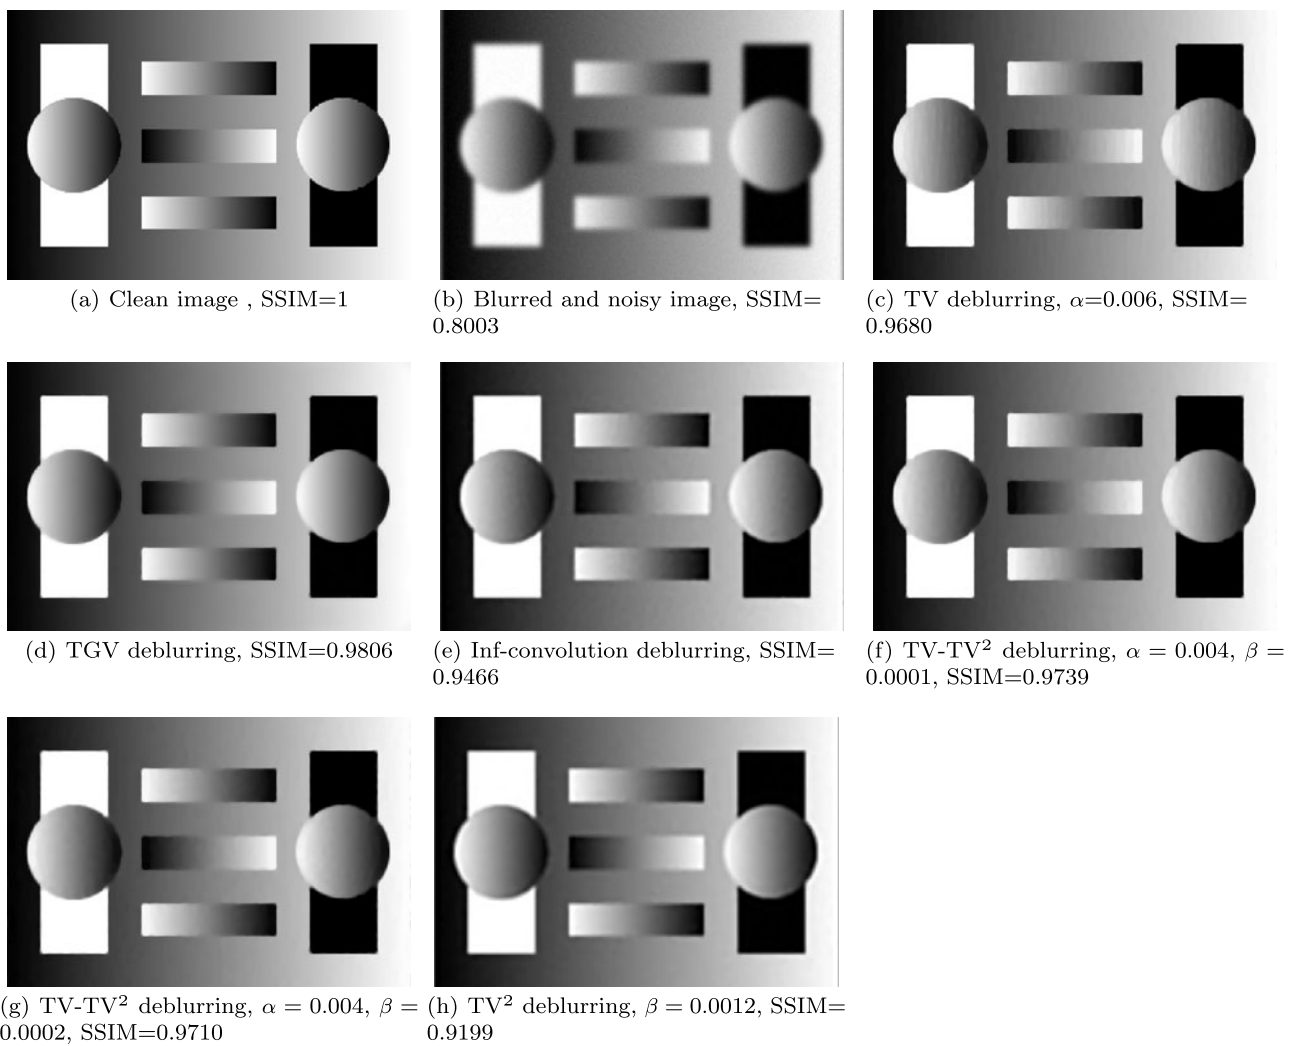 (a) Clean image , SSIM=1
(b) Blurred and noisy image, SSIM=
0.8003
(c) TV deblurring, α=0.006, SSIM=
0.9680
(d) TGV deblurring, SSIM=0.9806
(e) Inf-convolution deblurring, SSIM=
0.9466
(f) TV-TV² deblurring, α = 0.004, β =
0.0001, SSIM=0.9739
(g) TV-TV² deblurring, α = 0.004, β =
0.0002, SSIM=0.9710
(h) TV² deblurring, β = 0.0012, SSIM=
0.9199